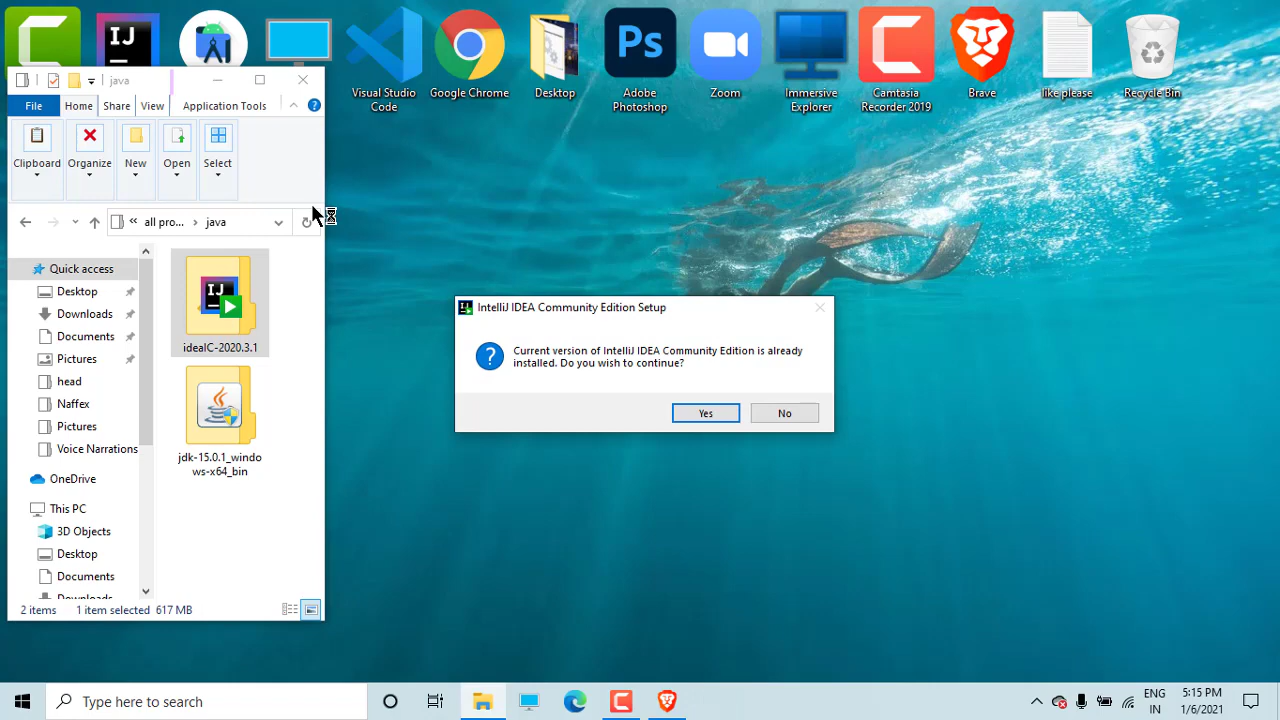 IJ
Ps
Visual Studio
Code
Google Chrome
Desktop
Adobe
Photoshop
Zoom
Immersive
Explorer
Camtasia
Recorder 2019
Brave
like please
Recycle Bin
java
File
Home
Share
View
Application Tools
Clipboard
Organize
New
Open
Select
« all pro... › java
Quick access
Desktop
Downloads
Documents
Pictures
head
Naffex
Pictures
Voice Narrations
OneDrive
This PC
3D Objects
Desktop
Documents
Downloads
IJ
ideaIC-2020.3.1
jdk-15.0.1_windo
ws-x64_bin
2 items
1 item selected 617 MB
IntelliJ IDEA Community Edition Setup
Current version of IntelliJ IDEA Community Edition is already
installed. Do you wish to continue?
Yes
No
Type here to search
ENG
IN
5:15 PM
1/6/2021